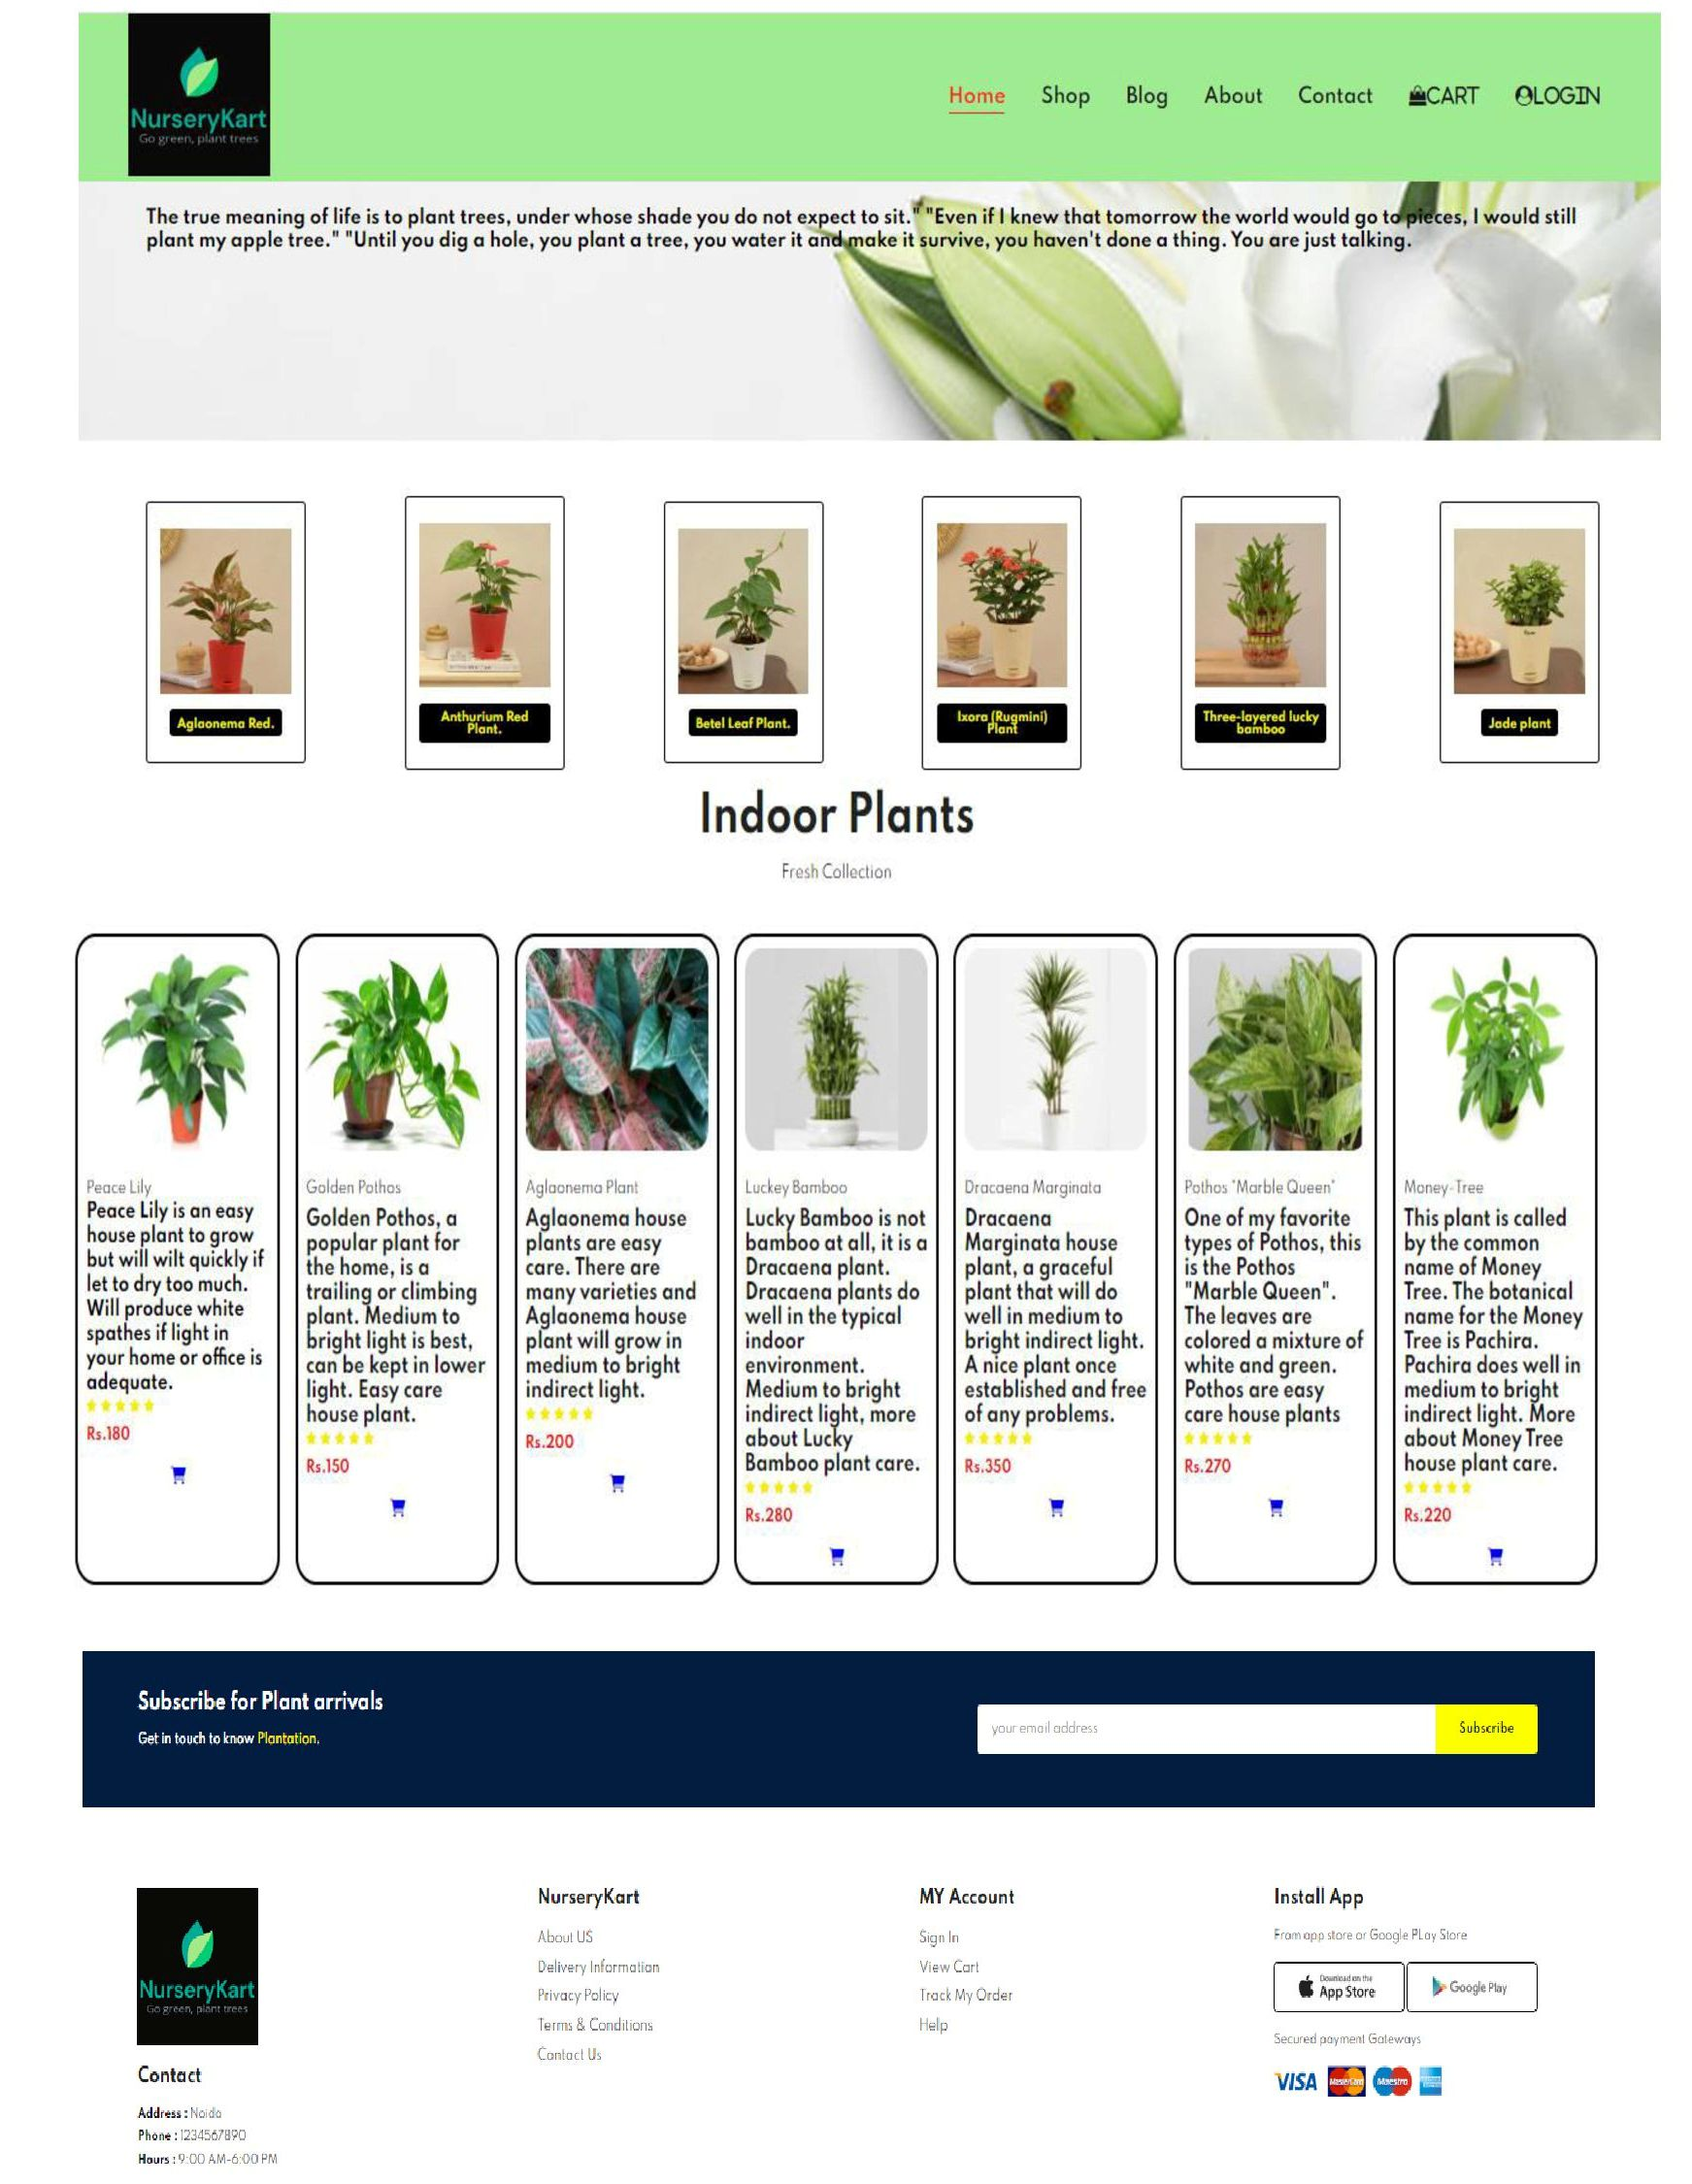 NurseryKart
Go green, plant trees
Home Shop Blog About Contact CART LOGIN
The true meaning of life is to plant trees, under whose shade you do not expect to sit." "Even if I knew that tomorrow the world would go to pieces, I would still
plant my apple tree." "Until you dig a hole, you plant a tree, you water it and make it survive, you haven't done a thing. You are just talking.
Aglaonema Red.
Anthurium Red
Plant.
Betel Leaf Plant.
Ixora (Rugmini)
Plant
Three-layered lucky
bamboo
Jade plant
Indoor Plants
Fresh Collection
Peace Lily
Peace Lily is an easy
house plant to grow
but will wilt quickly if
let to dry too much.
Will produce white
spathes if light in
your home or office is
adequate.
Rs.180
Golden Pothos
Golden Pothos, a
popular plant for
the home, is a
trailing or climbing
plant. Medium to
bright light is best,
can be kept in lower
light. Easy care
house plant.
Rs.150
Aglaonema Plant
Aglaonema house
plants are easy
care. There are
many varieties and
Aglaonema house
plant will grow in
medium to bright
indirect light.
Rs.200
Luckey Bamboo
Lucky Bamboo is not
bamboo at all, it is a
Dracaena plant.
Dracaena plants do
well in the typical
indoor
environment.
Medium to bright
indirect light, more
about Lucky
Bamboo plant care.
Rs.280
Dracaena Marginata
Dracaena
Marginata house
plant, a graceful
plant that will do
well in medium to
bright indirect light.
A nice plant once
established and free
of any problems.
Rs.350
Pothos "Marble Queen"
One of my favorite
types of Pothos, this
is the Pothos
"Marble Queen".
The leaves are
colored a mixture of
white and green.
Pothos are easy
care house plants
Rs.270
Money-Tree
This plant is called
by the common
name of Money
Tree. The botanical
name for the Money
Tree is Pachira.
Pachira does well in
medium to bright
indirect light. More
about Money Tree
house plant care.
Rs.220
Subscribe for Plant arrivals
Get in touch to know Plantation.
your email address
Subscribe
NurseryKart
Go green, plant trees
Contact
Address : Noida
Phone : 1234567890
Hours : 9:00 AM-6:00 PM
NurseryKart
About US
Delivery Information
Privacy Policy
Terms & Conditions
Contact Us
MY Account
Sign In
View Cart
Track My Order
Help
Install App
From app store or Google PLay Store
Download on the
App Store
Google Play
Secured payment Gateways
VISA MasterCard Maestro